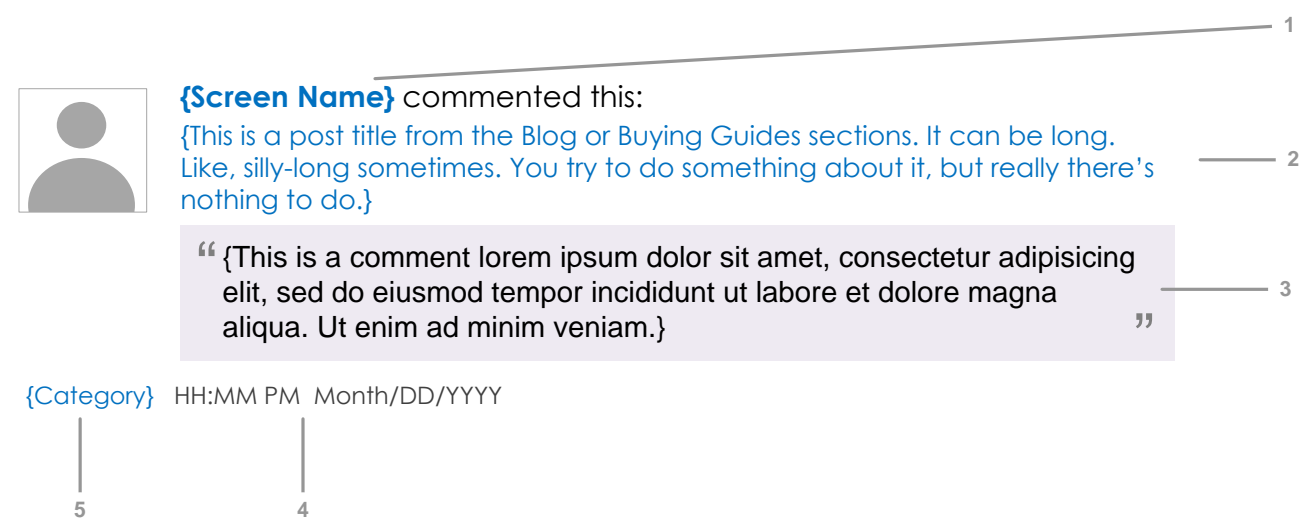 1
{Screen Name} commented this:
{This is a post title from the Blog or Buying Guides sections. It can be long.
Like, silly-long sometimes. You try to do something about it, but really there’s
nothing to do.}
2
“ {This is a comment lorem ipsum dolor sit amet, consectetur adipisicing
elit, sed do eiusmod tempor incididunt ut labore et dolore magna
aliqua. Ut enim ad minim veniam.} ”
3
{Category} HH:MM PM Month/DD/YYYY
5 4